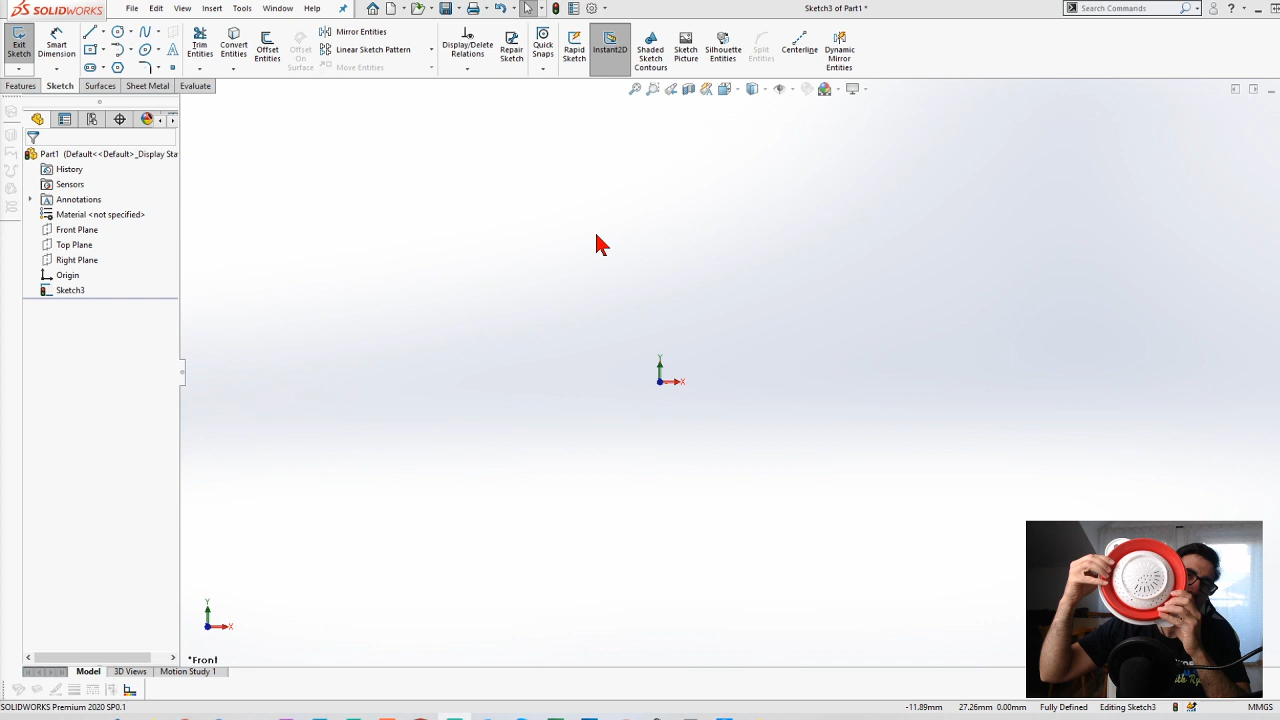 SOLIDWORKS
File Edit View Insert Tools Window Help
Sketch3 of Part1 *
Search Commands
Exit Sketch
Smart Dimension
Trim Entities
Convert Entities
Offset Entities
Offset On Surface
Mirror Entities
Linear Sketch Pattern
Move Entities
Display/Delete Relations
Repair Sketch
Quick Snaps
Rapid Sketch
Instant2D
Shaded Sketch Contours
Sketch Picture
Silhouette Entities
Split Entities
Centerline
Dynamic Mirror Entities
Features Sketch Surfaces Sheet Metal Evaluate
Part1 (Default<<Default>_Display Sta
History
Sensors
Annotations
Material <not specified>
Front Plane
Top Plane
Right Plane
Origin
Sketch3
Y
X
Y
X
*Front
Model 3D Views Motion Study 1
SOLIDWORKS Premium 2020 SP0.1
-11.89mm 27.26mm 0.00mm Fully Defined Editing Sketch3 MMGS